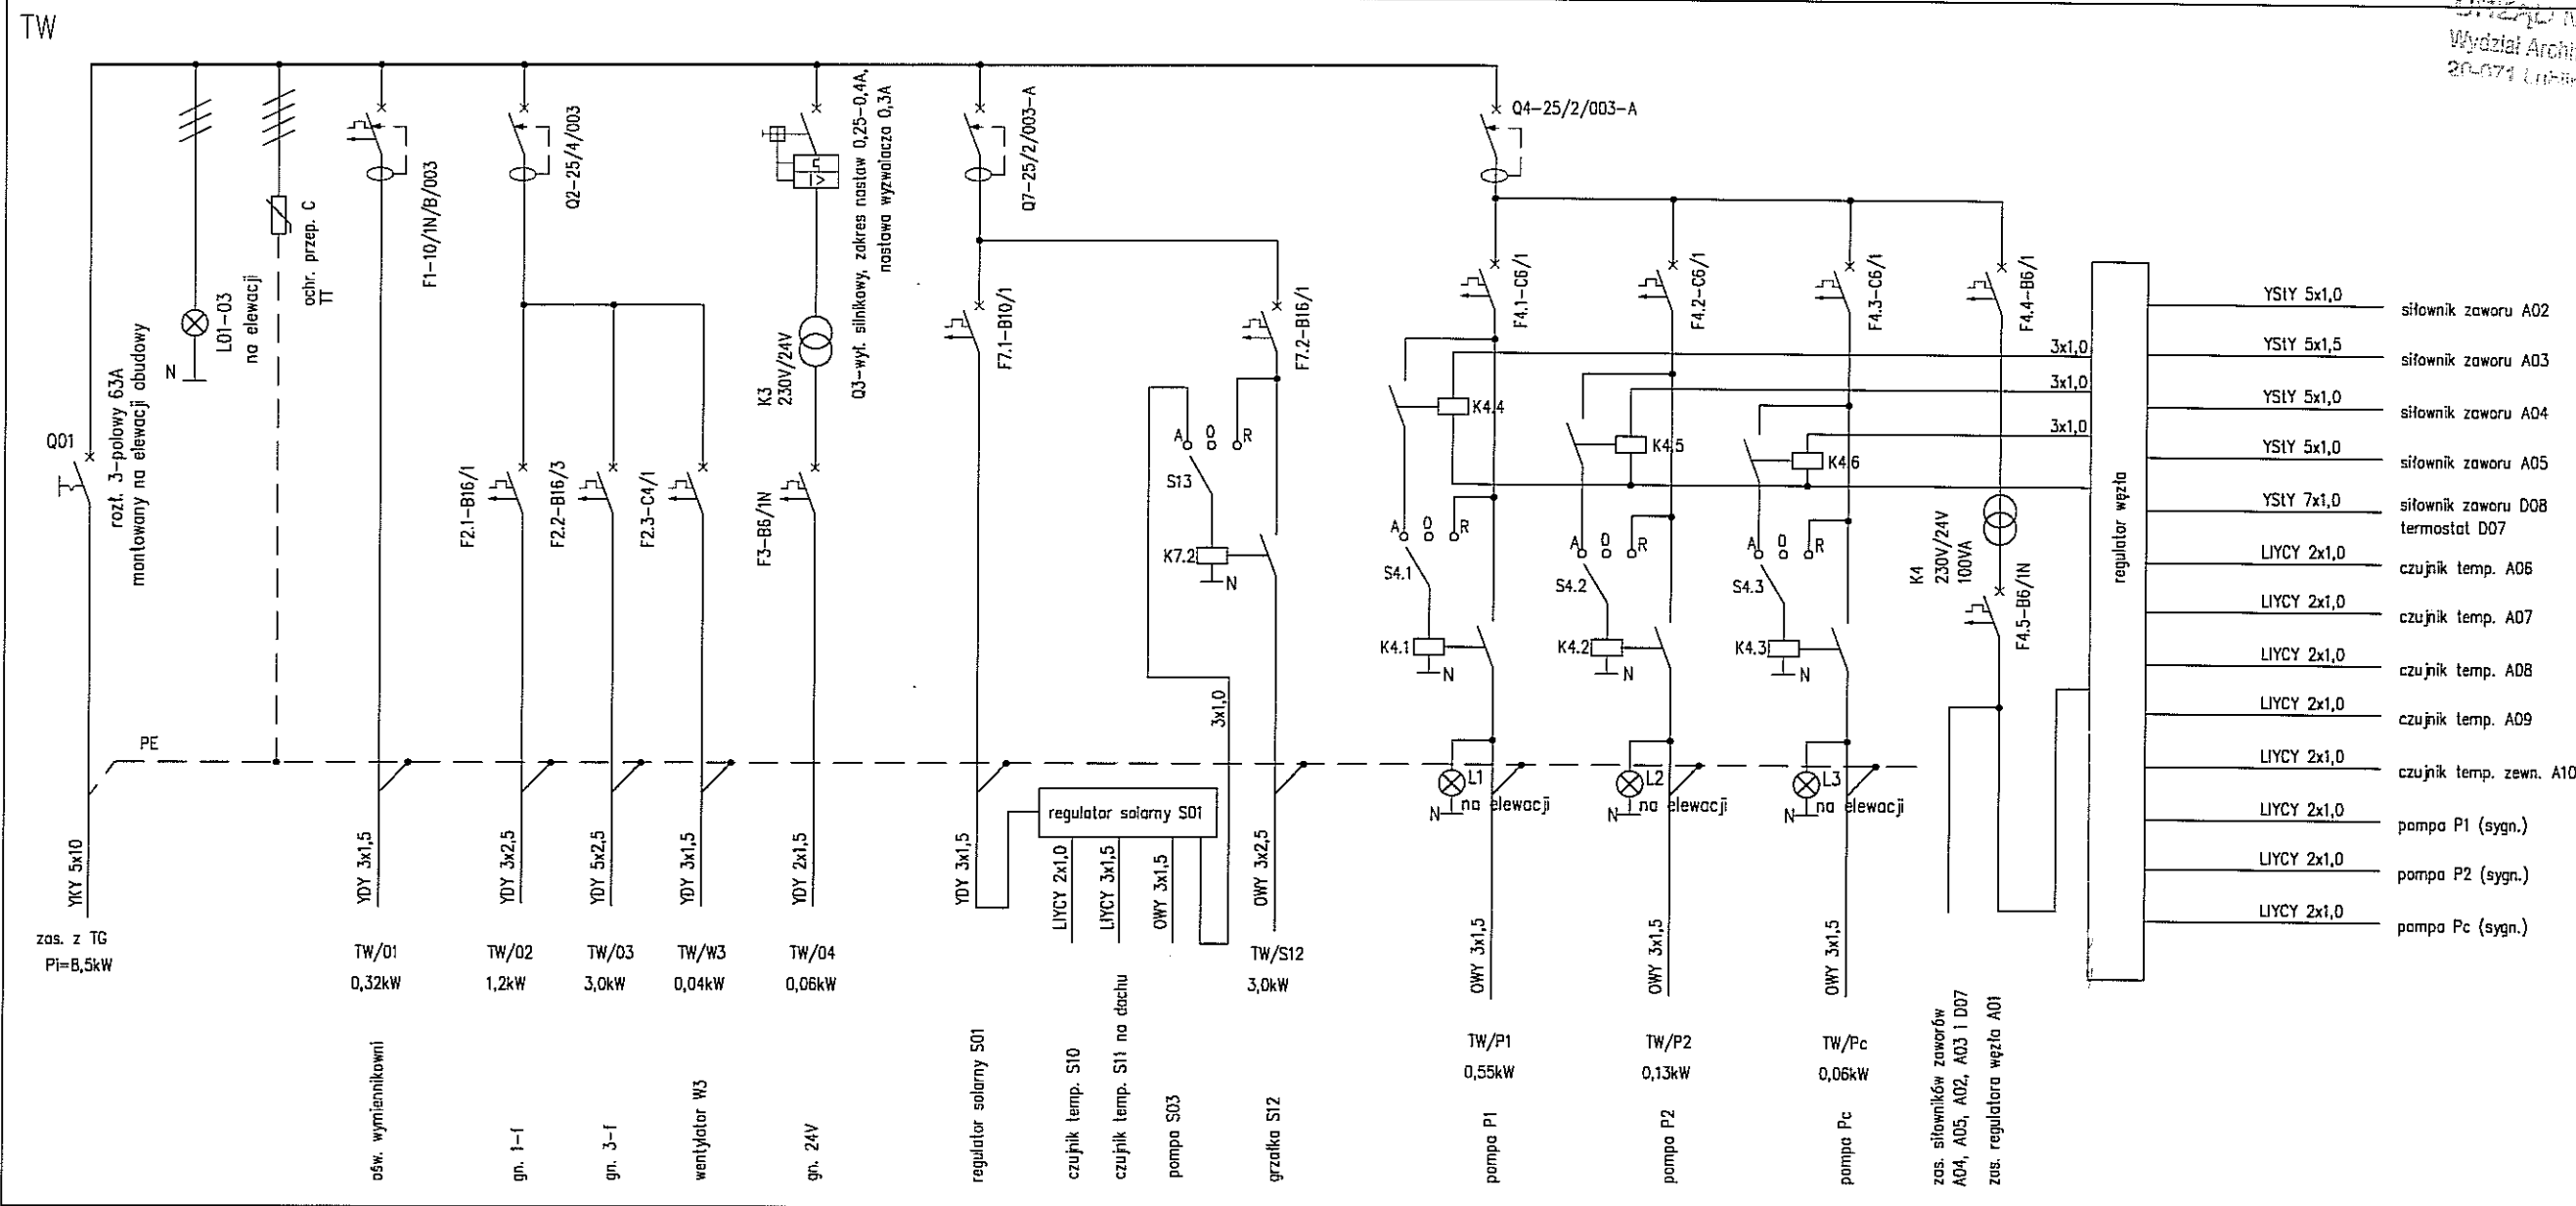 TW
Wydział Archi
20-071 Lublin
Q01
rozł. 3-polowy 63A
montowany na elewacji obudowy
N
L01-03
na elewacji
ochr. przep. C
TT
F1-10/1N/B/003
Q2-25/4/003
K3
230V/24V
Q3-wył. silnikowy, zakres nastaw 0,25-0,4A,
nastawa wyzwalacza 0,3A
Q7-25/2/003-A
Q4-25/2/003-A
F2.1-B16/1
F2.2-B16/3
F2.3-C4/1
F3-B6/1N
F7.1-B10/1
F7.2-B16/1
A 0 R
S13
K7.2
N
3x1,0
F4.1-C6/1
F4.2-C6/1
F4.3-C6/1
F4.4-B6/1
K4.4
K4.5
K4.6
3x1,0
3x1,0
3x1,0
A 0 R
A 0 R
A 0 R
S4.1
S4.2
S4.3
K4.1
N
K4.2
N
K4.3
N
K4
230V/24V
100VA
F4.5-B6/1N
regulator węzła
L1
na elewacji
N
L2
na elewacji
N
L3
na elewacji
N
PE
regulator solarny S01
YKY 5x10
YDY 3x1,5
YDY 3x2,5
YDY 5x2,5
YDY 3x1,5
YDY 2x1,5
YDY 3x1,5
LIYCY 2x1,0
LIYCY 3x1,5
OWY 3x1,5
OWY 3x2,5
OWY 3x1,5
OWY 3x1,5
OWY 3x1,5
zas. z TG
Pi=8,5kW
TW/01
0,32kW
TW/02
1,2kW
TW/03
3,0kW
TW/W3
0,04kW
TW/04
0,06kW
TW/S12
3,0kW
TW/P1
0,55kW
TW/P2
0,13kW
TW/Pc
0,06kW
ośw. wymiennikowni
gn. 1-f
gn. 3-f
wentylator W3
gn. 24V
regulator solarny S01
czujnik temp. S10
czujnik temp. S11 na dachu
pompa S03
grzałka S12
pompa P1
pompa P2
pompa Pc
zas. siłowników zaworów
A04, A05, A02, A03 i D07
zas. regulatora węzła A01
YSLY 5x1,0 siłownik zaworu A02
YSLY 5x1,5 siłownik zaworu A03
YSLY 5x1,0 siłownik zaworu A04
YSLY 5x1,0 siłownik zaworu A05
YSLY 7x1,0 siłownik zaworu D08
termostat D07
LIYCY 2x1,0 czujnik temp. A06
LIYCY 2x1,0 czujnik temp. A07
LIYCY 2x1,0 czujnik temp. A08
LIYCY 2x1,0 czujnik temp. A09
LIYCY 2x1,0 czujnik temp. zewn. A10
LIYCY 2x1,0 pompa P1 (sygn.)
LIYCY 2x1,0 pompa P2 (sygn.)
LIYCY 2x1,0 pompa Pc (sygn.)